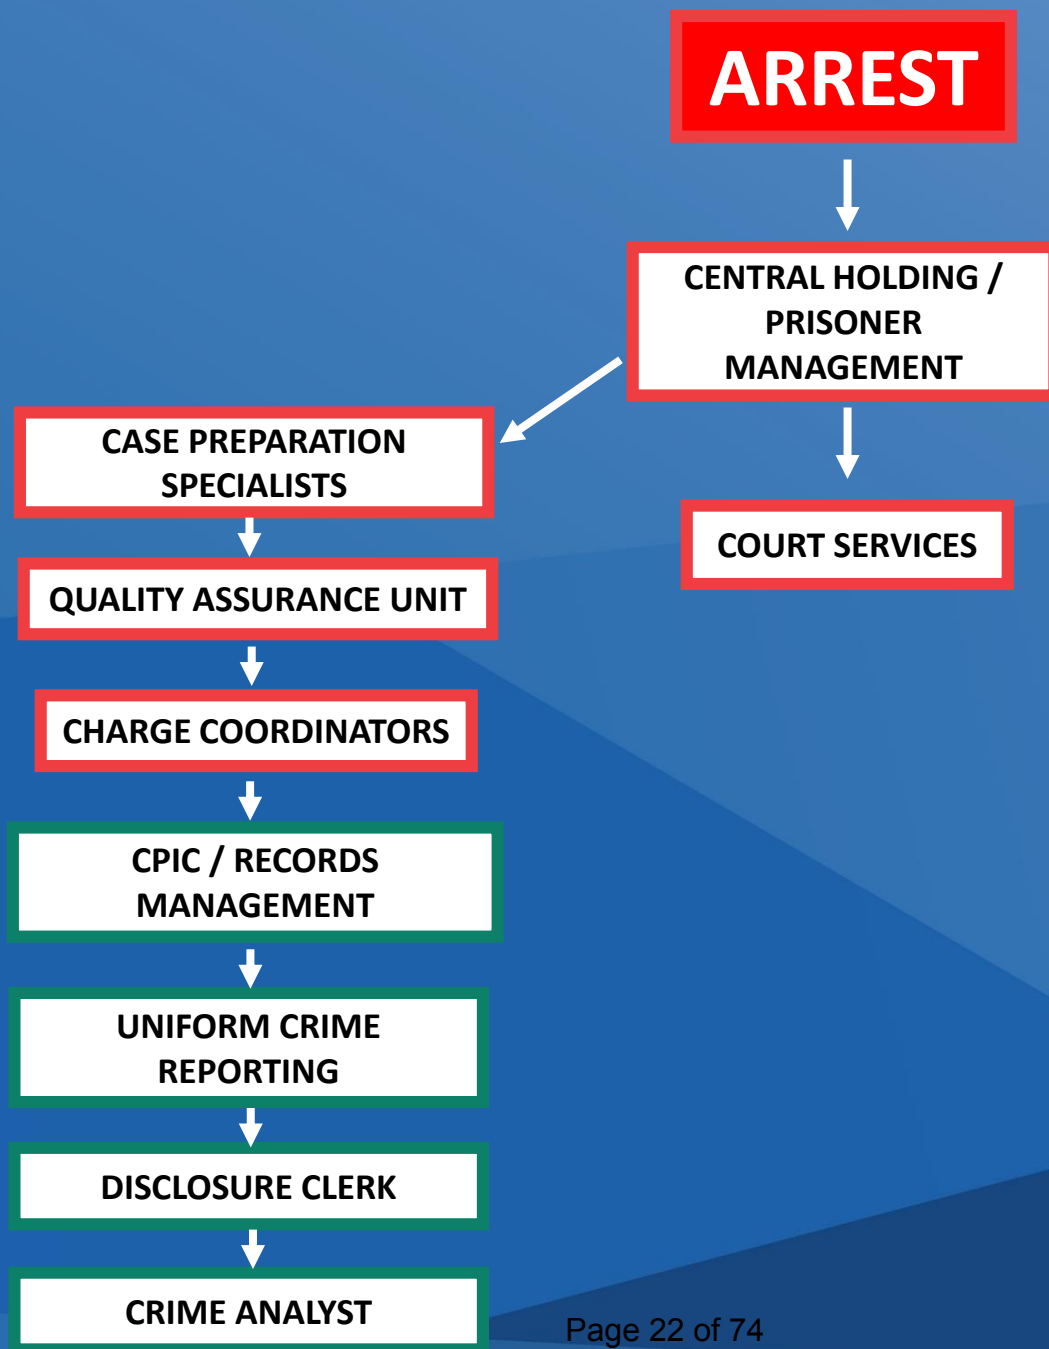 ARREST
CENTRAL HOLDING /
PRISONER
MANAGEMENT
CASE PREPARATION
SPECIALISTS
COURT SERVICES
QUALITY ASSURANCE UNIT
CHARGE COORDINATORS
CPIC / RECORDS
MANAGEMENT
UNIFORM CRIME
REPORTING
DISCLOSURE CLERK
CRIME ANALYST
Page 22 of 74